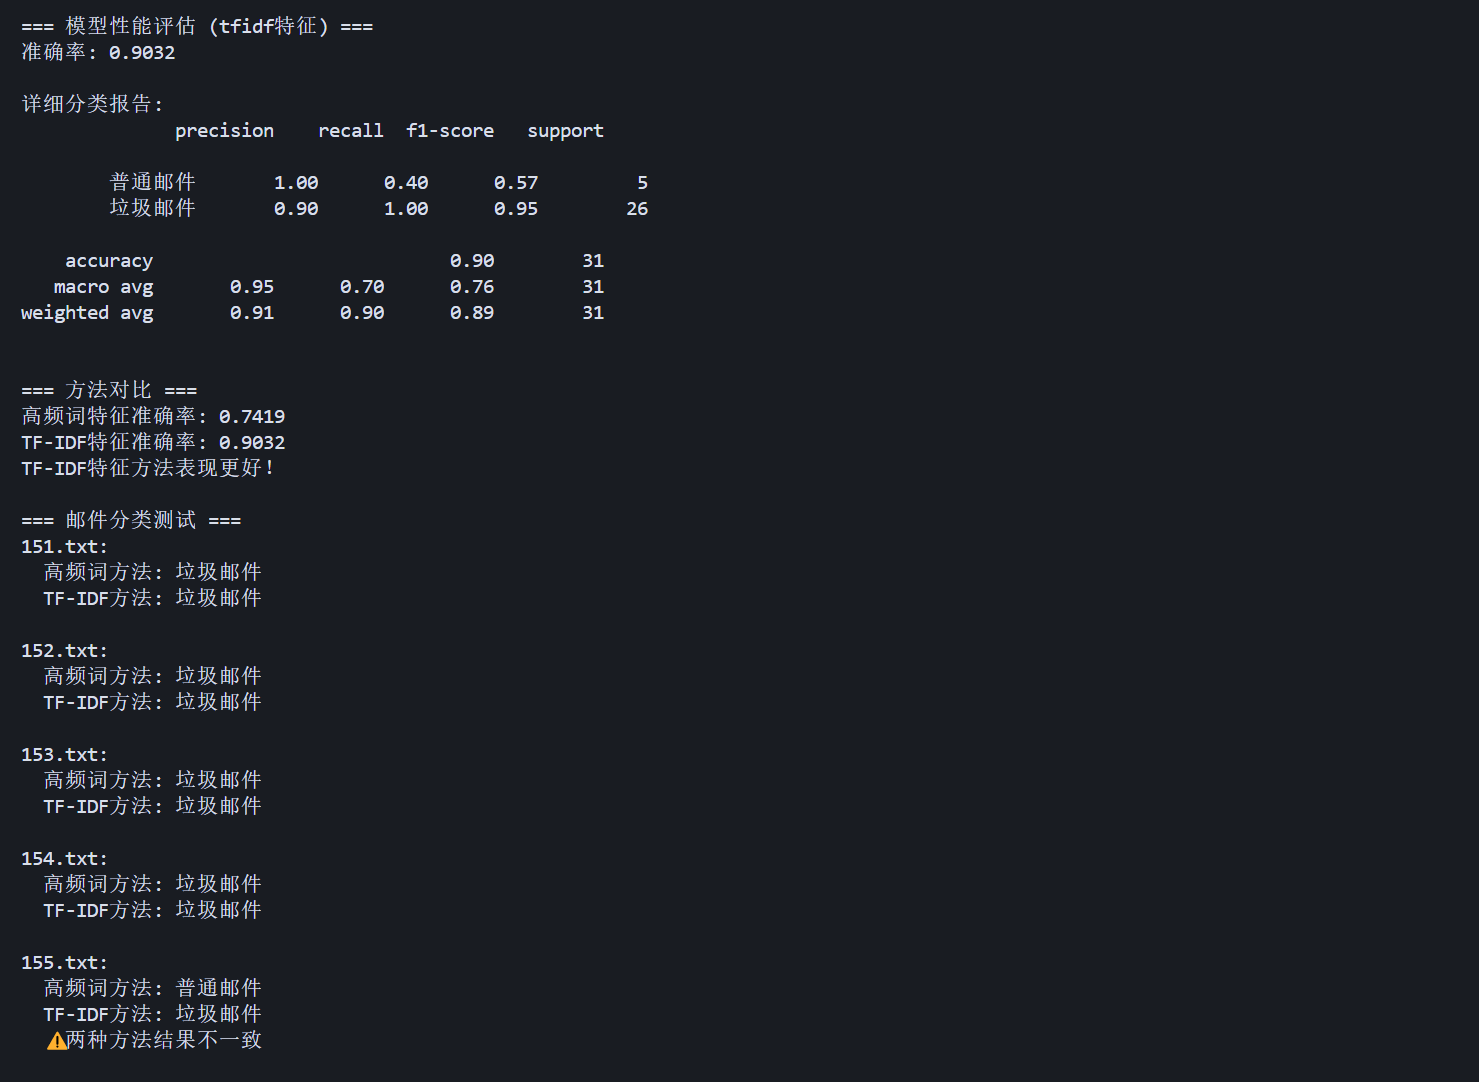 === 模型性能评估 (tfidf特征) ===
准确率: 0.9032
详细分类报告:
precision recall f1-score support
普通邮件 1.00 0.40 0.57 5
垃圾邮件 0.90 1.00 0.95 26
accuracy 0.90 31
macro avg 0.95 0.70 0.76 31
weighted avg 0.91 0.90 0.89 31
=== 方法对比 ===
高频词特征准确率: 0.7419
TF-IDF特征准确率: 0.9032
TF-IDF特征方法表现更好!
=== 邮件分类测试 ===
151.txt:
高频词方法: 垃圾邮件
TF-IDF方法: 垃圾邮件
152.txt:
高频词方法: 垃圾邮件
TF-IDF方法: 垃圾邮件
153.txt:
高频词方法: 垃圾邮件
TF-IDF方法: 垃圾邮件
154.txt:
高频词方法: 垃圾邮件
TF-IDF方法: 垃圾邮件
155.txt:
高频词方法: 普通邮件
TF-IDF方法: 垃圾邮件
⚠️两种方法结果不一致